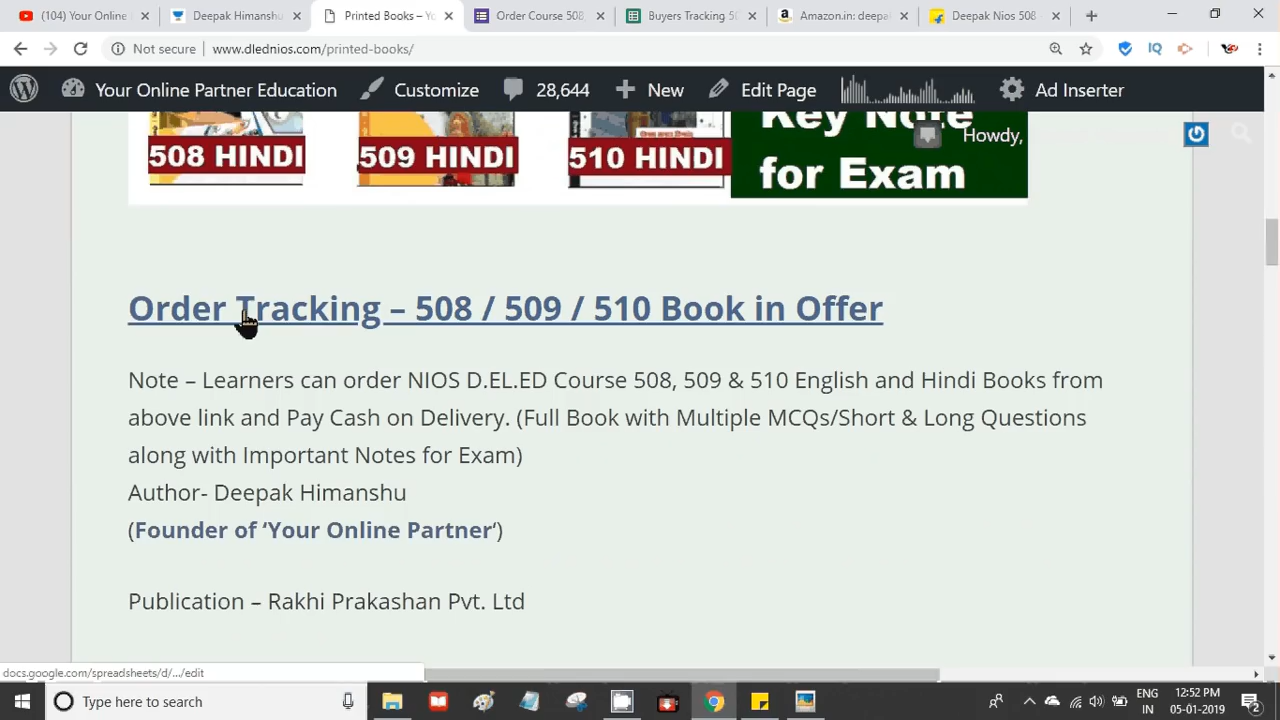 (104) Your Online
Deepak Himanshu
Printed Books – Yo
Order Course 508,
Buyers Tracking 50
Amazon.in: deepa
Deepak Nios 508
Not secure
www.dlednios.com/printed-books/
Your Online Partner Education
Customize
28,644
New
Edit Page
Ad Inserter
Howdy,
508 HINDI
509 HINDI
510 HINDI
Key Note
for Exam
Order Tracking – 508 / 509 / 510 Book in Offer
Note – Learners can order NIOS D.EL.ED Course 508, 509 & 510 English and Hindi Books from
above link and Pay Cash on Delivery. (Full Book with Multiple MCQs/Short & Long Questions
along with Important Notes for Exam)
Author- Deepak Himanshu
(Founder of ‘Your Online Partner‘)
Publication – Rakhi Prakashan Pvt. Ltd
docs.google.com/spreadsheets/d/.../edit
Type here to search
ENG
IN
12:52 PM
05-01-2019
2